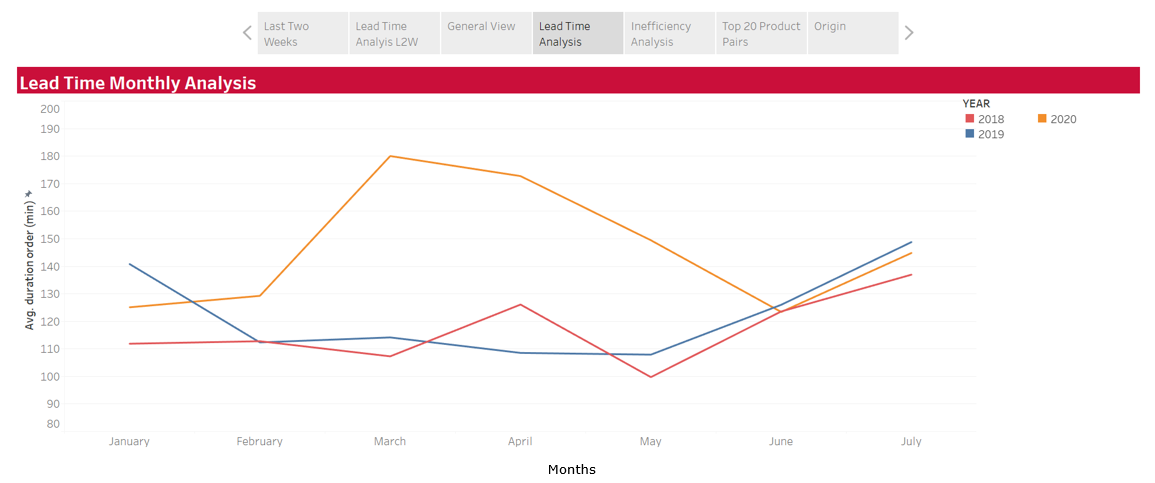 Last Two
Weeks
Lead Time
Analyis L2W
General View
Lead Time
Analysis
Inefficiency
Analysis
Top 20 Product
Pairs
Origin
Lead Time Monthly Analysis
YEAR
2018
2020
2019
Avg. duration order (min)
200
190
180
170
160
150
140
130
120
110
100
90
80
January February March April May June July
Months